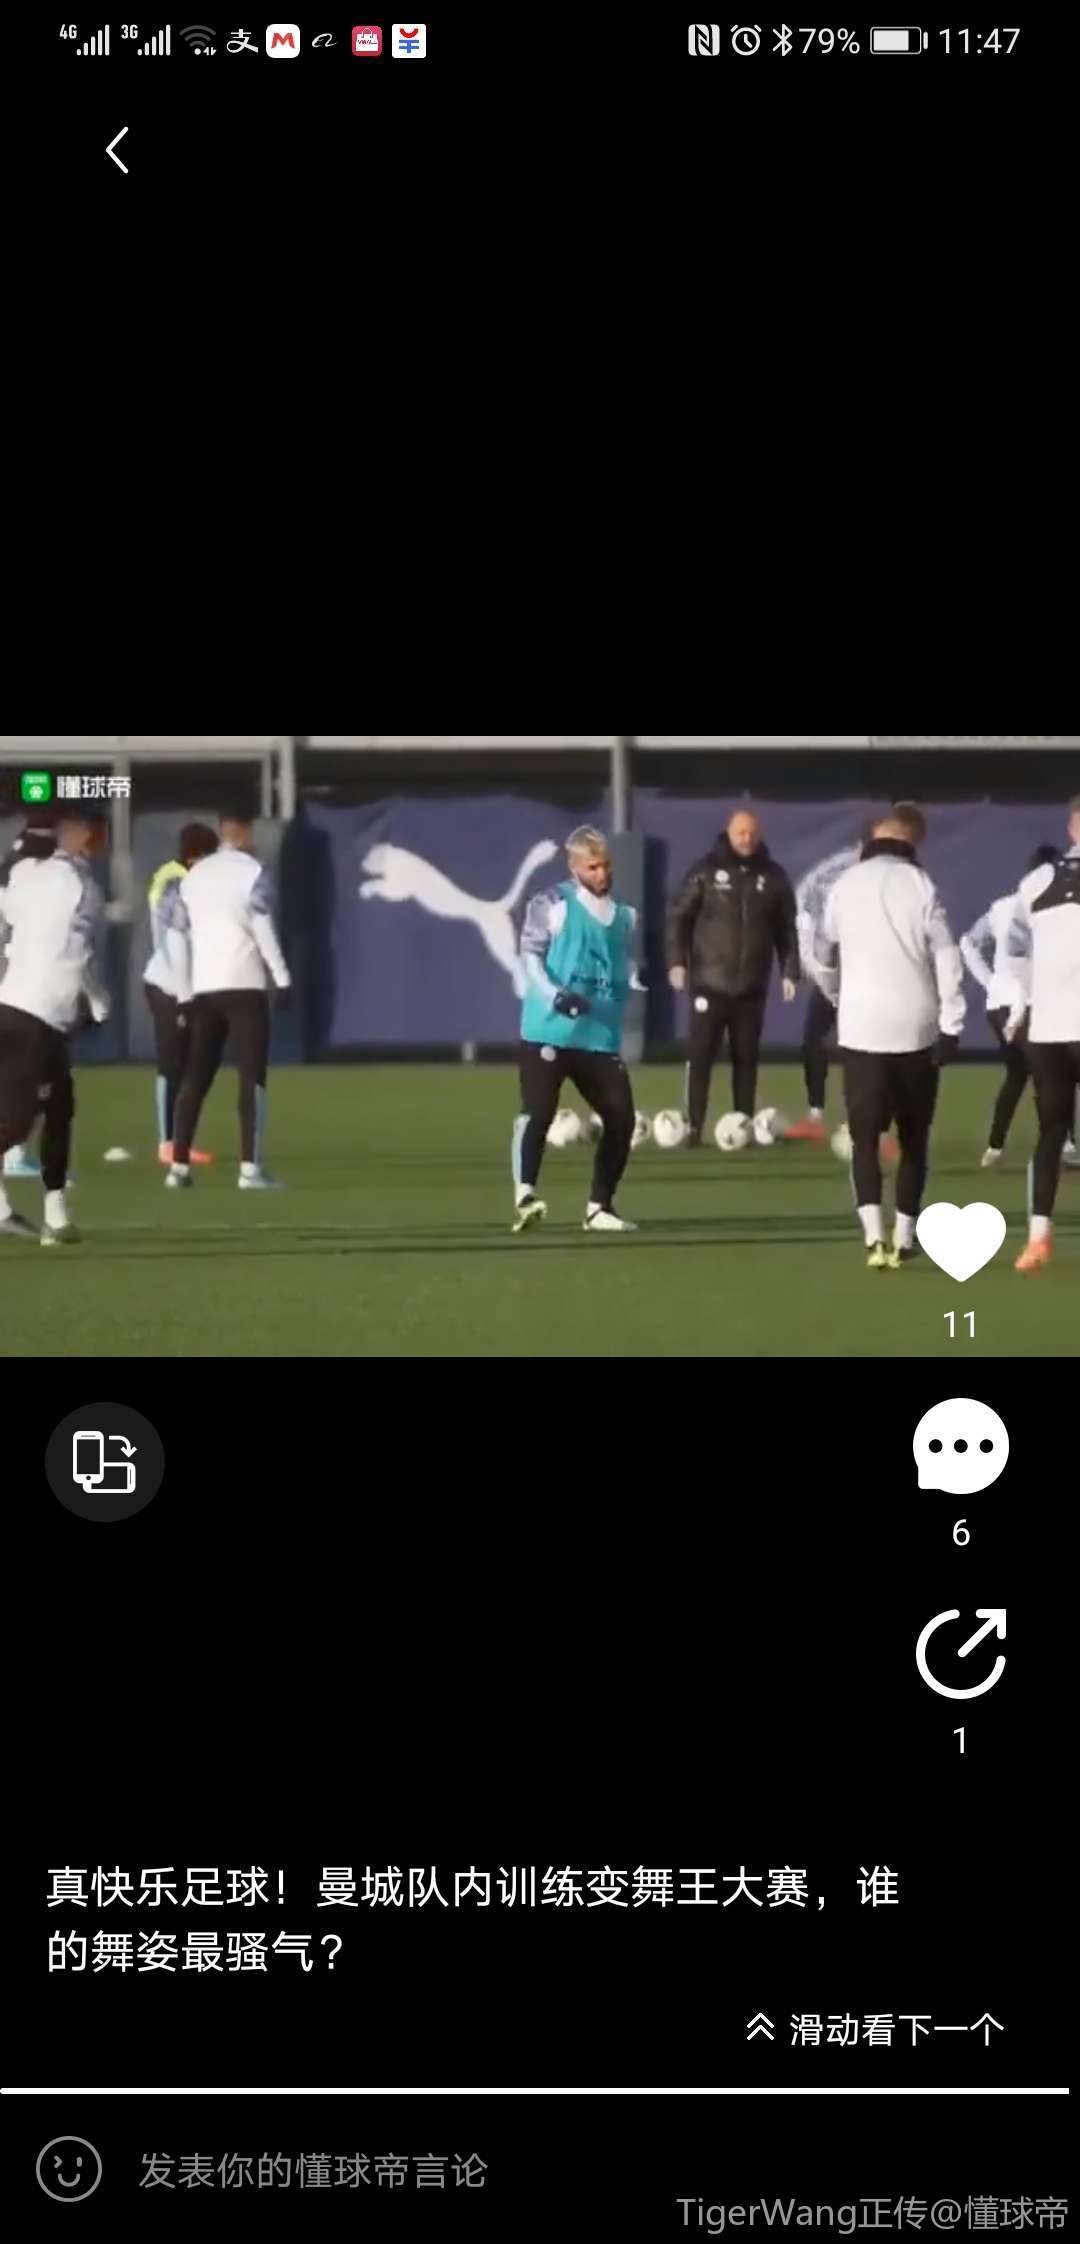 4G 3G 支 M 79% 11:47
懂球帝
11
6
1
真快乐足球！曼城队内训练变舞王大赛，谁
的舞姿最骚气？
滑动看下一个
发表你的懂球帝言论
TigerWang正传@懂球帝